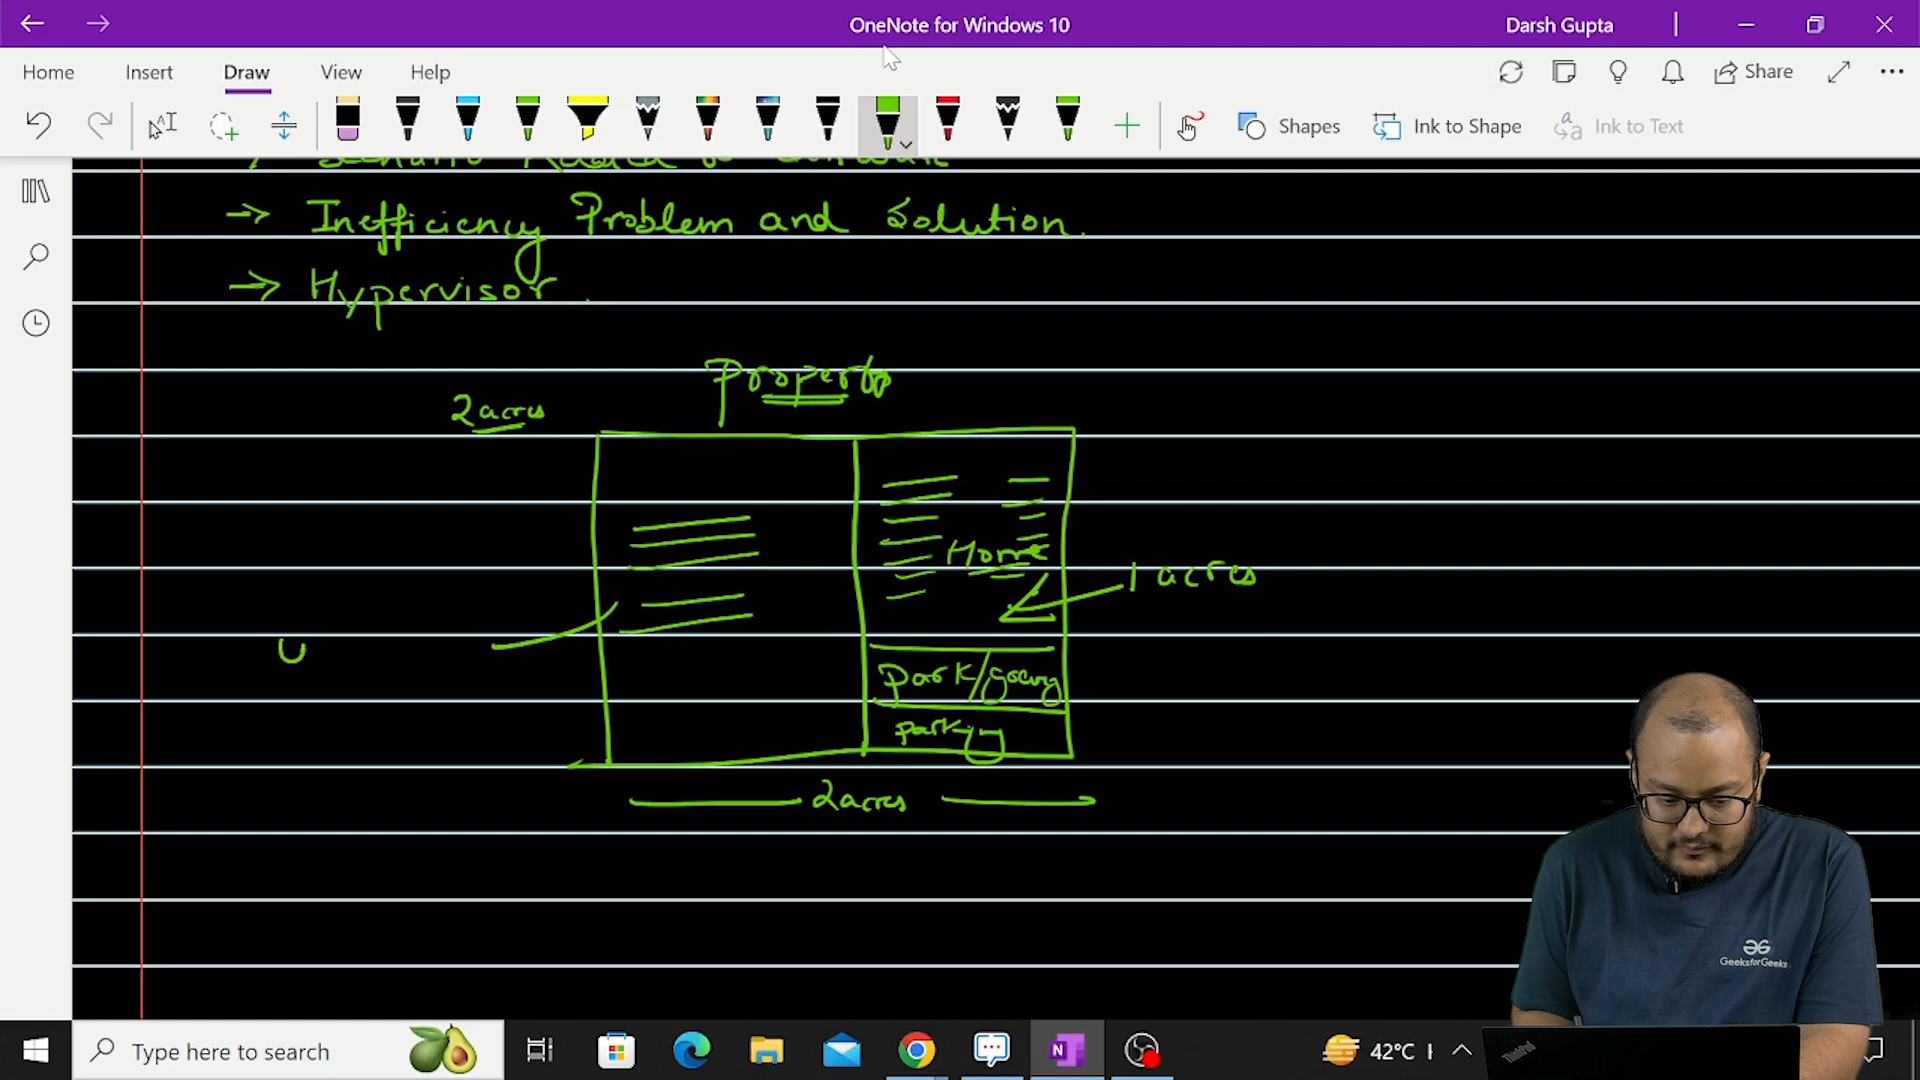 OneNote for Windows 10
Darsh Gupta
Home Insert Draw View Help
Share
Shapes
Ink to Shape
Ink to Text
→ Inefficiency Problem and Solution.
→ Hypervisor.
Property
2 acres
Home
1 acres
U
Park/
2 acres
GeeksforGeeks
ThinkPad
Type here to search
42°C